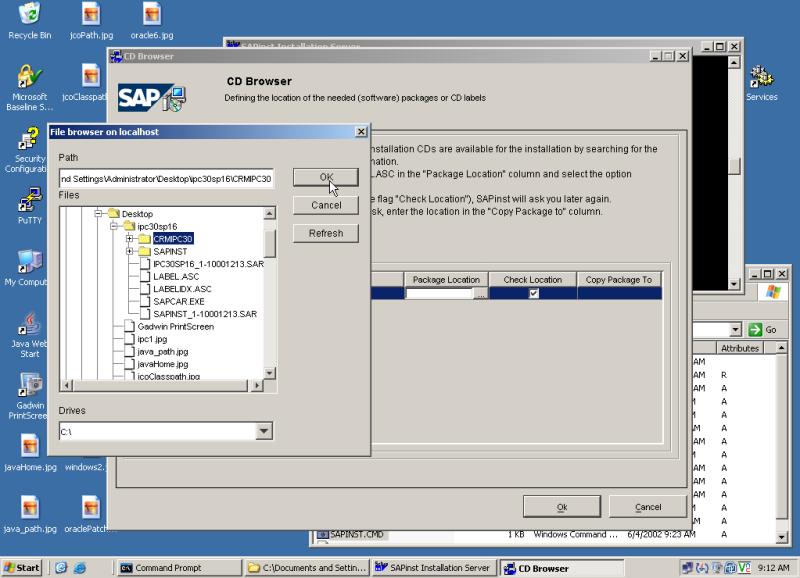 Recycle Bin
jcoPath.jpg
oracle6.jpg
SAPinst Installation Server
CD Browser
CD Browser
Defining the location of the needed (software) packages or CD labels
SAP
Microsoft
Baseline S...
jcoClasspat
Services
File browser on localhost
nstallation CDs are available for the installation by searching for the
nation.
L.ASC in the "Package Location" column and select the option
e flag "Check Location"), SAPinst will ask you later again.
sk, enter the location in the "Copy Package to" column.
Path
nd Settings\Administrator\Desktop\ipc30sp16\CRMIPC30
OK
Files
Cancel
Refresh
Security
Configurati
Desktop
ipc30sp16
CRMIPC30
SAPINST
IPC30SP16_1-10001213.SAR
LABEL.ASC
LABELIDX.ASC
SAPCAR.EXE
SAPINST_1-10001213.SAR
Gadwin PrintScreen
ipc1.jpg
java_path.jpg
javaHome.jpg
jcoClasspath.jpg
PuTTY
My Comput
Package Location
Check Location
Copy Package To
...
Java Web
Start
Go
Attributes
AM
AM R
AM A
AM A
M A
M A
AM A
M A
AM A
AM A
M A
AM A
AM A
Drives
C:\
Gadwin
PrintScree
javaHome.jpg
windows2.
Ok
Cancel
java_path.jpg
oraclePatch...
SAPINST.CMD
1 KB
Windows Command ...
6/4/2002 9:23 AM
A
Start
Command Prompt
C:\Documents and Settin...
SAPinst Installation Server
CD Browser
9:12 AM